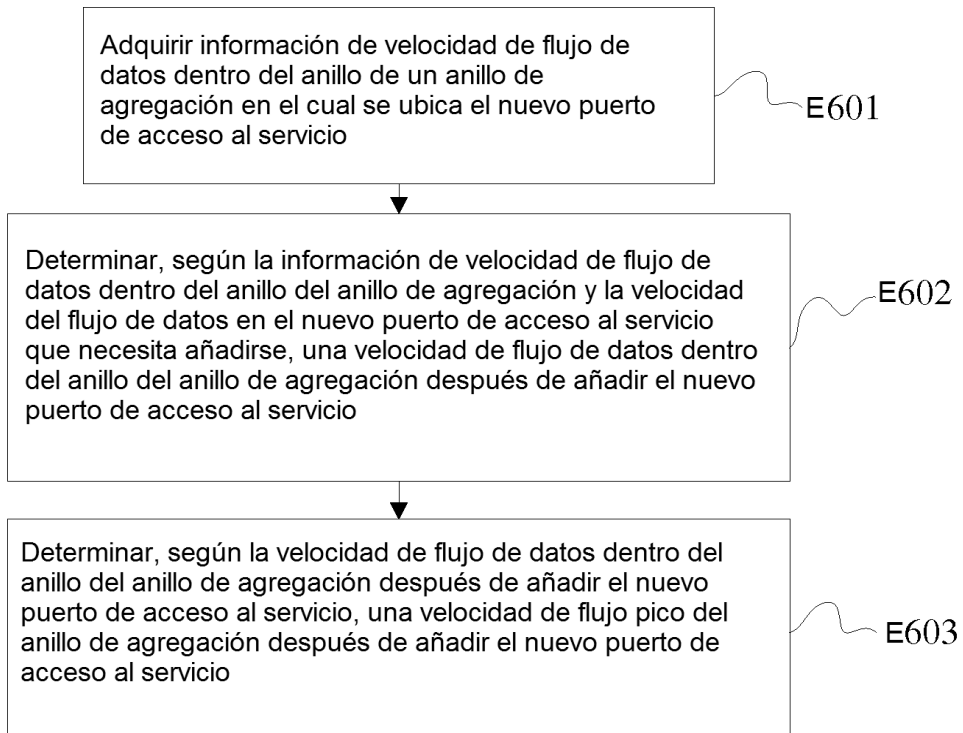 Adquirir información de velocidad de flujo de
datos dentro del anillo de un anillo de
agregación en el cual se ubica el nuevo puerto
de acceso al servicio
E601
Determinar, según la información de velocidad de flujo de
datos dentro del anillo del anillo de agregación y la velocidad
del flujo de datos en el nuevo puerto de acceso al servicio
que necesita añadirse, una velocidad de flujo de datos dentro
del anillo del anillo de agregación después de añadir el nuevo
puerto de acceso al servicio
E602
Determinar, según la velocidad de flujo de datos dentro del
anillo del anillo de agregación después de añadir el nuevo
puerto de acceso al servicio, una velocidad de flujo pico del
anillo de agregación después de añadir el nuevo puerto de
acceso al servicio
E603